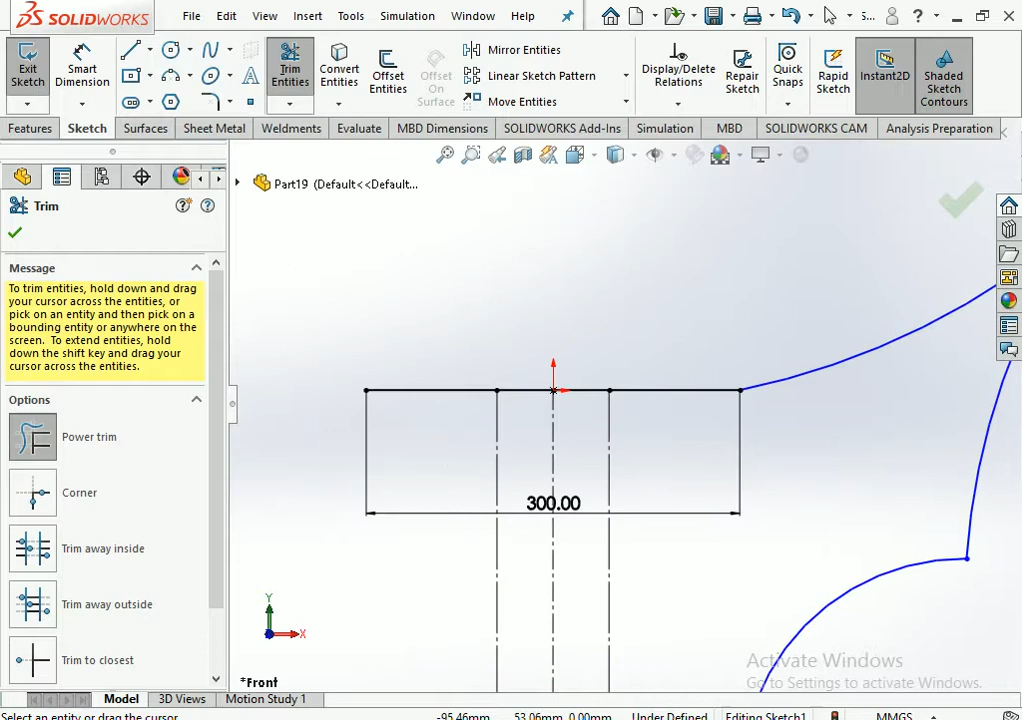 SOLIDWORKS File Edit View Insert Tools Simulation Window Help S...
Exit Sketch
Smart Dimension
Trim Entities
Convert Entities
Offset Entities
Offset On Surface
Mirror Entities
Linear Sketch Pattern
Move Entities
Display/Delete Relations
Repair Sketch
Quick Snaps
Rapid Sketch
Instant2D
Shaded Sketch Contours
Features Sketch Surfaces Sheet Metal Weldments Evaluate MBD Dimensions SOLIDWORKS Add-Ins Simulation MBD SOLIDWORKS CAM Analysis Preparation
Part19 (Default<<Default...
Trim
Message
To trim entities, hold down and drag
your cursor across the entities, or
pick on an entity and then pick on a
bounding entity or anywhere on the
screen. To extend entities, hold
down the shift key and drag your
cursor across the entities.
Options
Power trim
Corner
Trim away inside
Trim away outside
Trim to closest
300.00
Y
X
*Front
Activate Windows
Go to Settings to activate Windows.
Model 3D Views Motion Study 1
Select an entity or drag the cursor -95.46mm 53.06mm 0.00mm Under Defined Editing Sketch1 MMGS